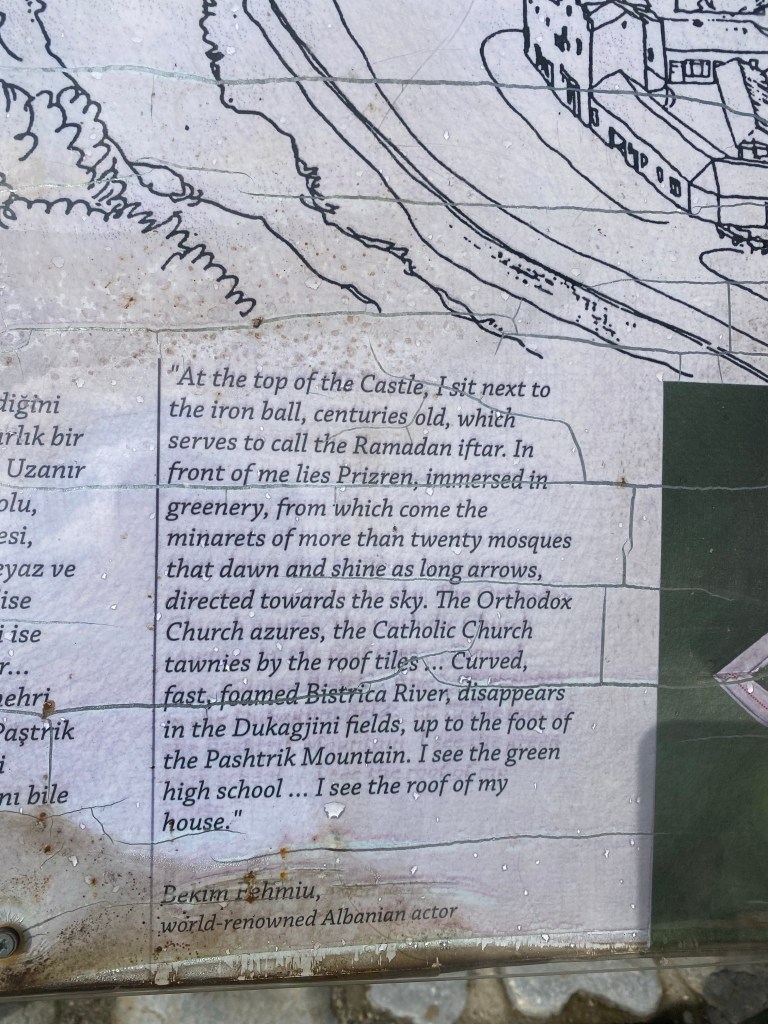 diğini
bir
Uzanır
olu,
esi,
ve
ise
i ise
r...
nehri
Paştrik
i
nı bile
"At the top of the Castle, I sit next to
the iron ball, centuries old, which
serves to call the Ramadan iftar. In
front of me lies Prizren, immersed in
greenery, from which come the
minarets of more than twenty mosques
that dawn and shine as long arrows,
directed towards the sky. The Orthodox
Church azures, the Catholic Church
tawnies by the roof tiles ... Curved,
fast, foamed Bistrica River, disappears
in the Dukagjini fields, up to the foot of
the Pashtrik Mountain. I see the green
high school ... I see the roof of my
house."
Bekim Fehmiu,
world-renowned Albanian actor